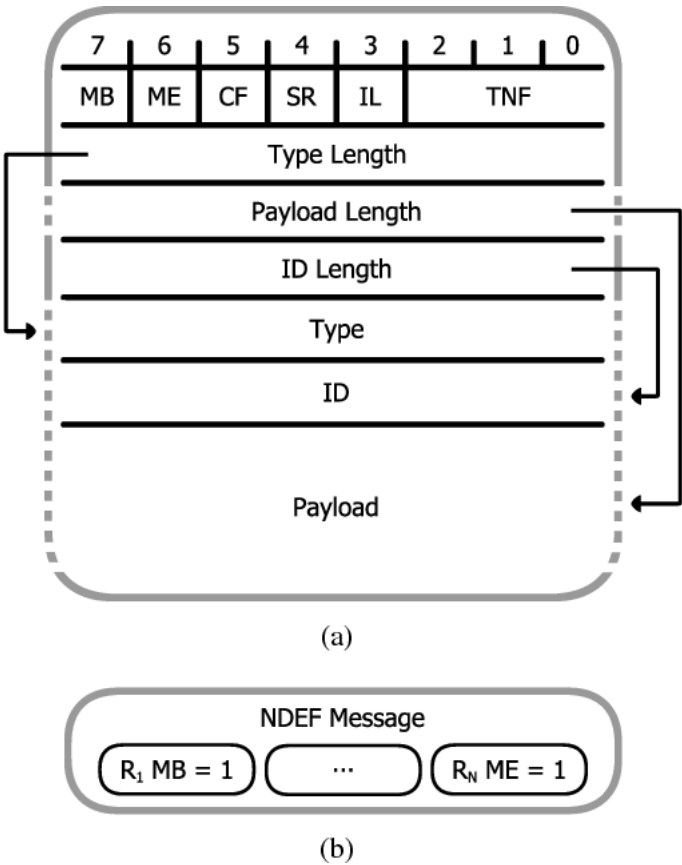 7 6 5 4 3 2 1 0
MB ME CF SR IL TNF
Type Length
Payload Length
ID Length
Type
ID
Payload
(a)
NDEF Message
R₁ MB = 1 ... R_N ME = 1
(b)